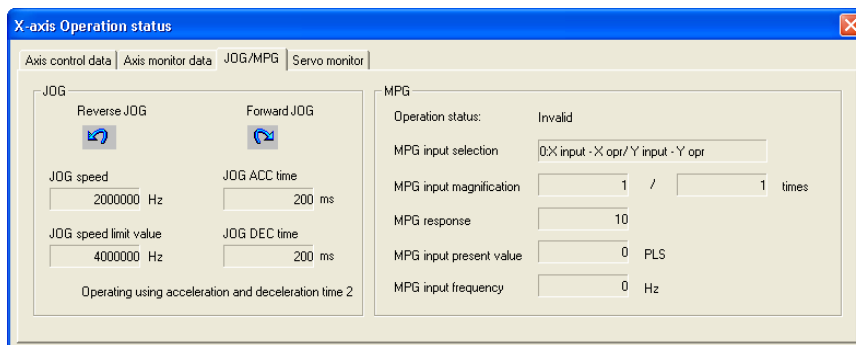 X-axis Operation status
Axis control data Axis monitor data JOG/MPG Servo monitor
JOG
Reverse JOG Forward JOG
JOG speed JOG ACC time
2000000 Hz 200 ms
JOG speed limit value JOG DEC time
4000000 Hz 200 ms
Operating using acceleration and deceleration time 2
MPG
Operation status: Invalid
MPG input selection 0:X input - X opr/ Y input - Y opr
MPG input magnification 1 / 1 times
MPG response 10
MPG input present value 0 PLS
MPG input frequency 0 Hz